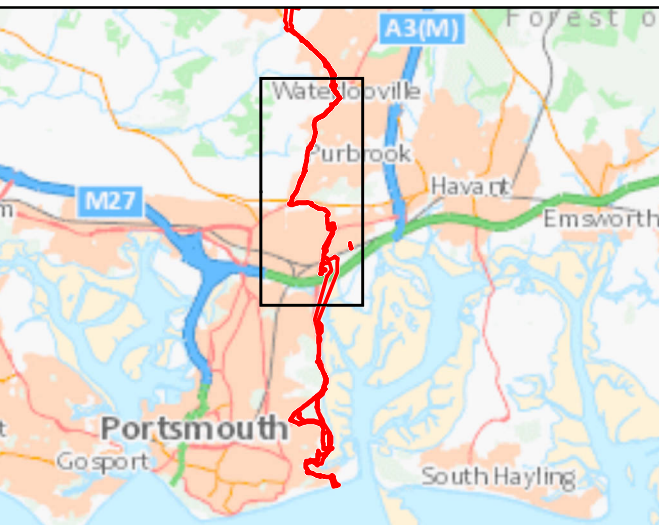 Forest o
A3(M)
Waterlooville
Purbrook
Havant
M27
m
Emsworth
Portsmouth
t
Gosport
South Hayling